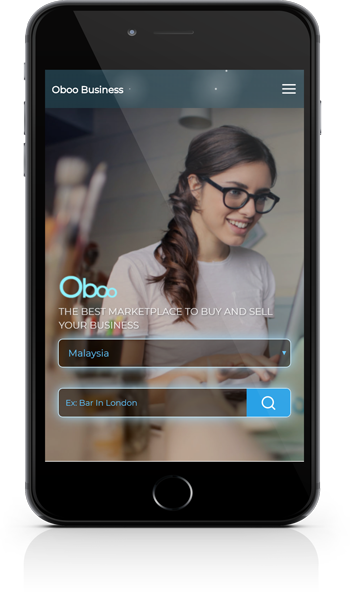 Oboo Business
Oboo
THE BEST MARKETPLACE TO BUY AND SELL
YOUR BUSINESS
Malaysia
Ex: Bar In London